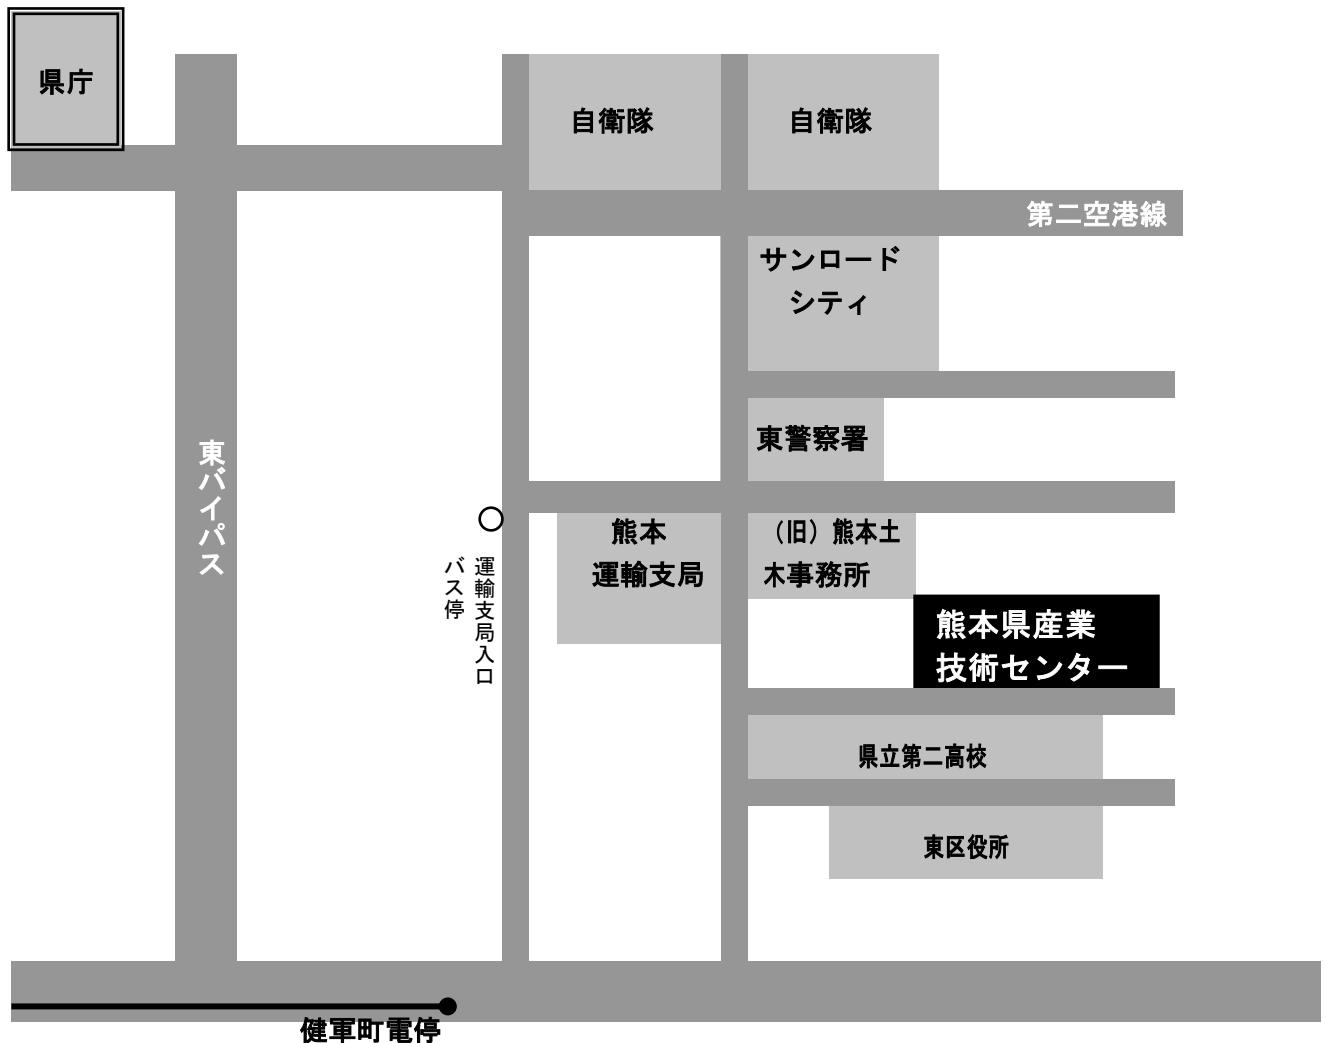 県庁
自衛隊
自衛隊
第二空港線
サンロード
シティ
東警察署
東バイパス
運輸支局入口
バス停
熊本
運輸支局
（旧）熊本土
木事務所
熊本県産業
技術センター
県立第二高校
東区役所
健軍町電停